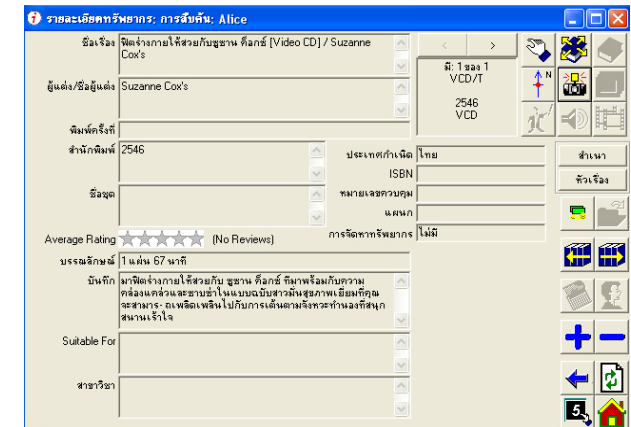 รายละเอียดทรัพยากร; การสืบค้น; Alice
ชื่อเรื่อง ฟิตร่างกายให้สวยกับซูซาน ค็อกซ์ [Video CD] / Suzanne
Cox's
มี: 1 ของ 1
VCD/T
2546
VCD
ผู้แต่ง/ชื่อผู้แต่ง Suzanne Cox's
พิมพ์ครั้งที่
สำนักพิมพ์ 2546
ประเทศกำเนิด ไทย
สำเนา
ISBN
หัวเรื่อง
ชื่อชุด
หมายเลขควบคุม
แผนก
Average Rating (No Reviews)
การจัดหาทรัพยากร ไม่มี
บรรณลักษณ์ 1 แผ่น 67 นาที
บันทึก มาฟิตร่างกายให้สวยกับ ซูซาน ค็อกซ์ ที่มาพร้อมกับความ
คล่องแคล่วและซาบซ่าในแบบฉบับสาวมั่นสุขภาพเยี่ยมที่คุณ
จะสามาร- ถเพลิดเพลินไปกับการเต้นตามจังหวะทำนองที่สนุก
สนานเร้าใจ
Suitable For
สาขาวิชา
N
5